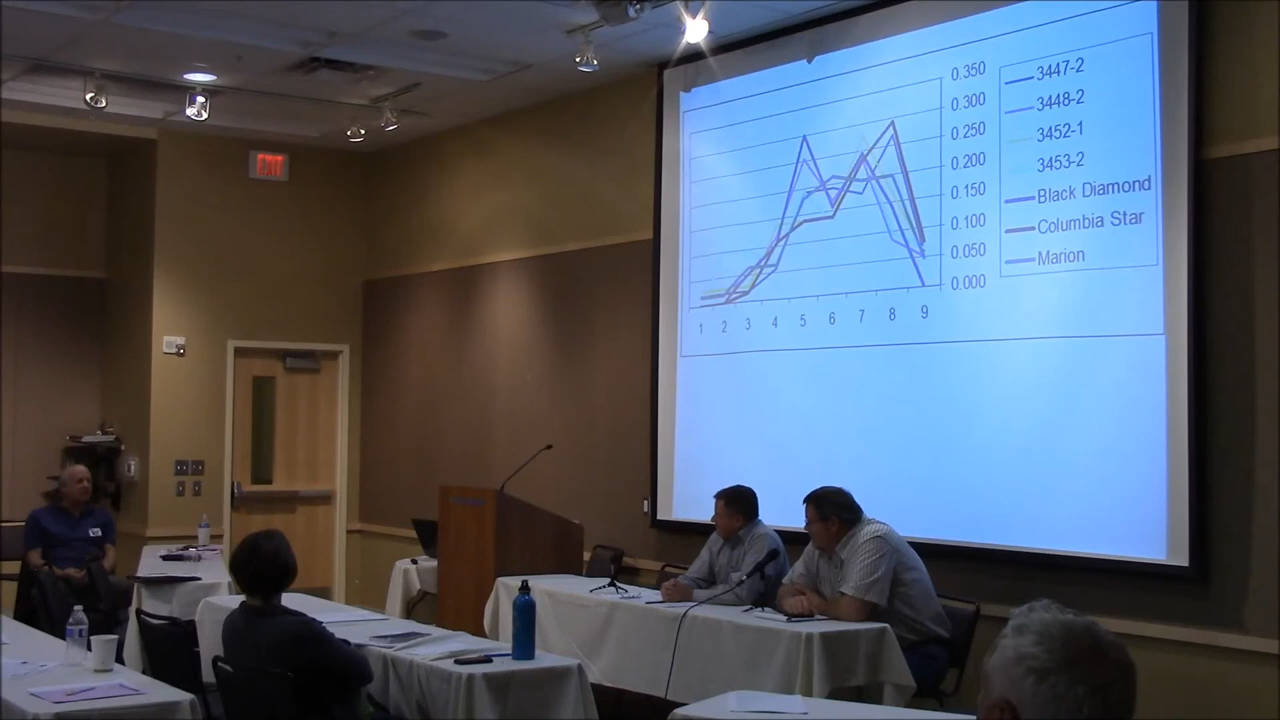 EXIT
0.350
0.300
0.250
0.200
0.150
0.100
0.050
0.000
1 2 3 4 5 6 7 8 9
3447-2
3448-2
3452-1
3453-2
Black Diamond
Columbia Star
Marion